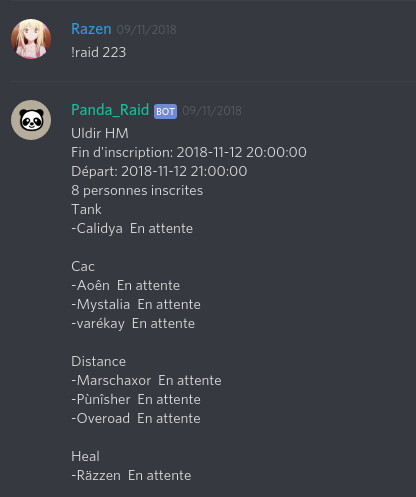 Razen 09/11/2018
!raid 223
Panda_Raid BOT 09/11/2018
Uldir HM
Fin d'inscription: 2018-11-12 20:00:00
Départ: 2018-11-12 21:00:00
8 personnes inscrites
Tank
-Calidya  En attente
Cac
-Aoên  En attente
-Mystalia  En attente
-varékay  En attente
Distance
-Marschaxor  En attente
-Pùnîsher  En attente
-Overoad  En attente
Heal
-Räzzen  En attente